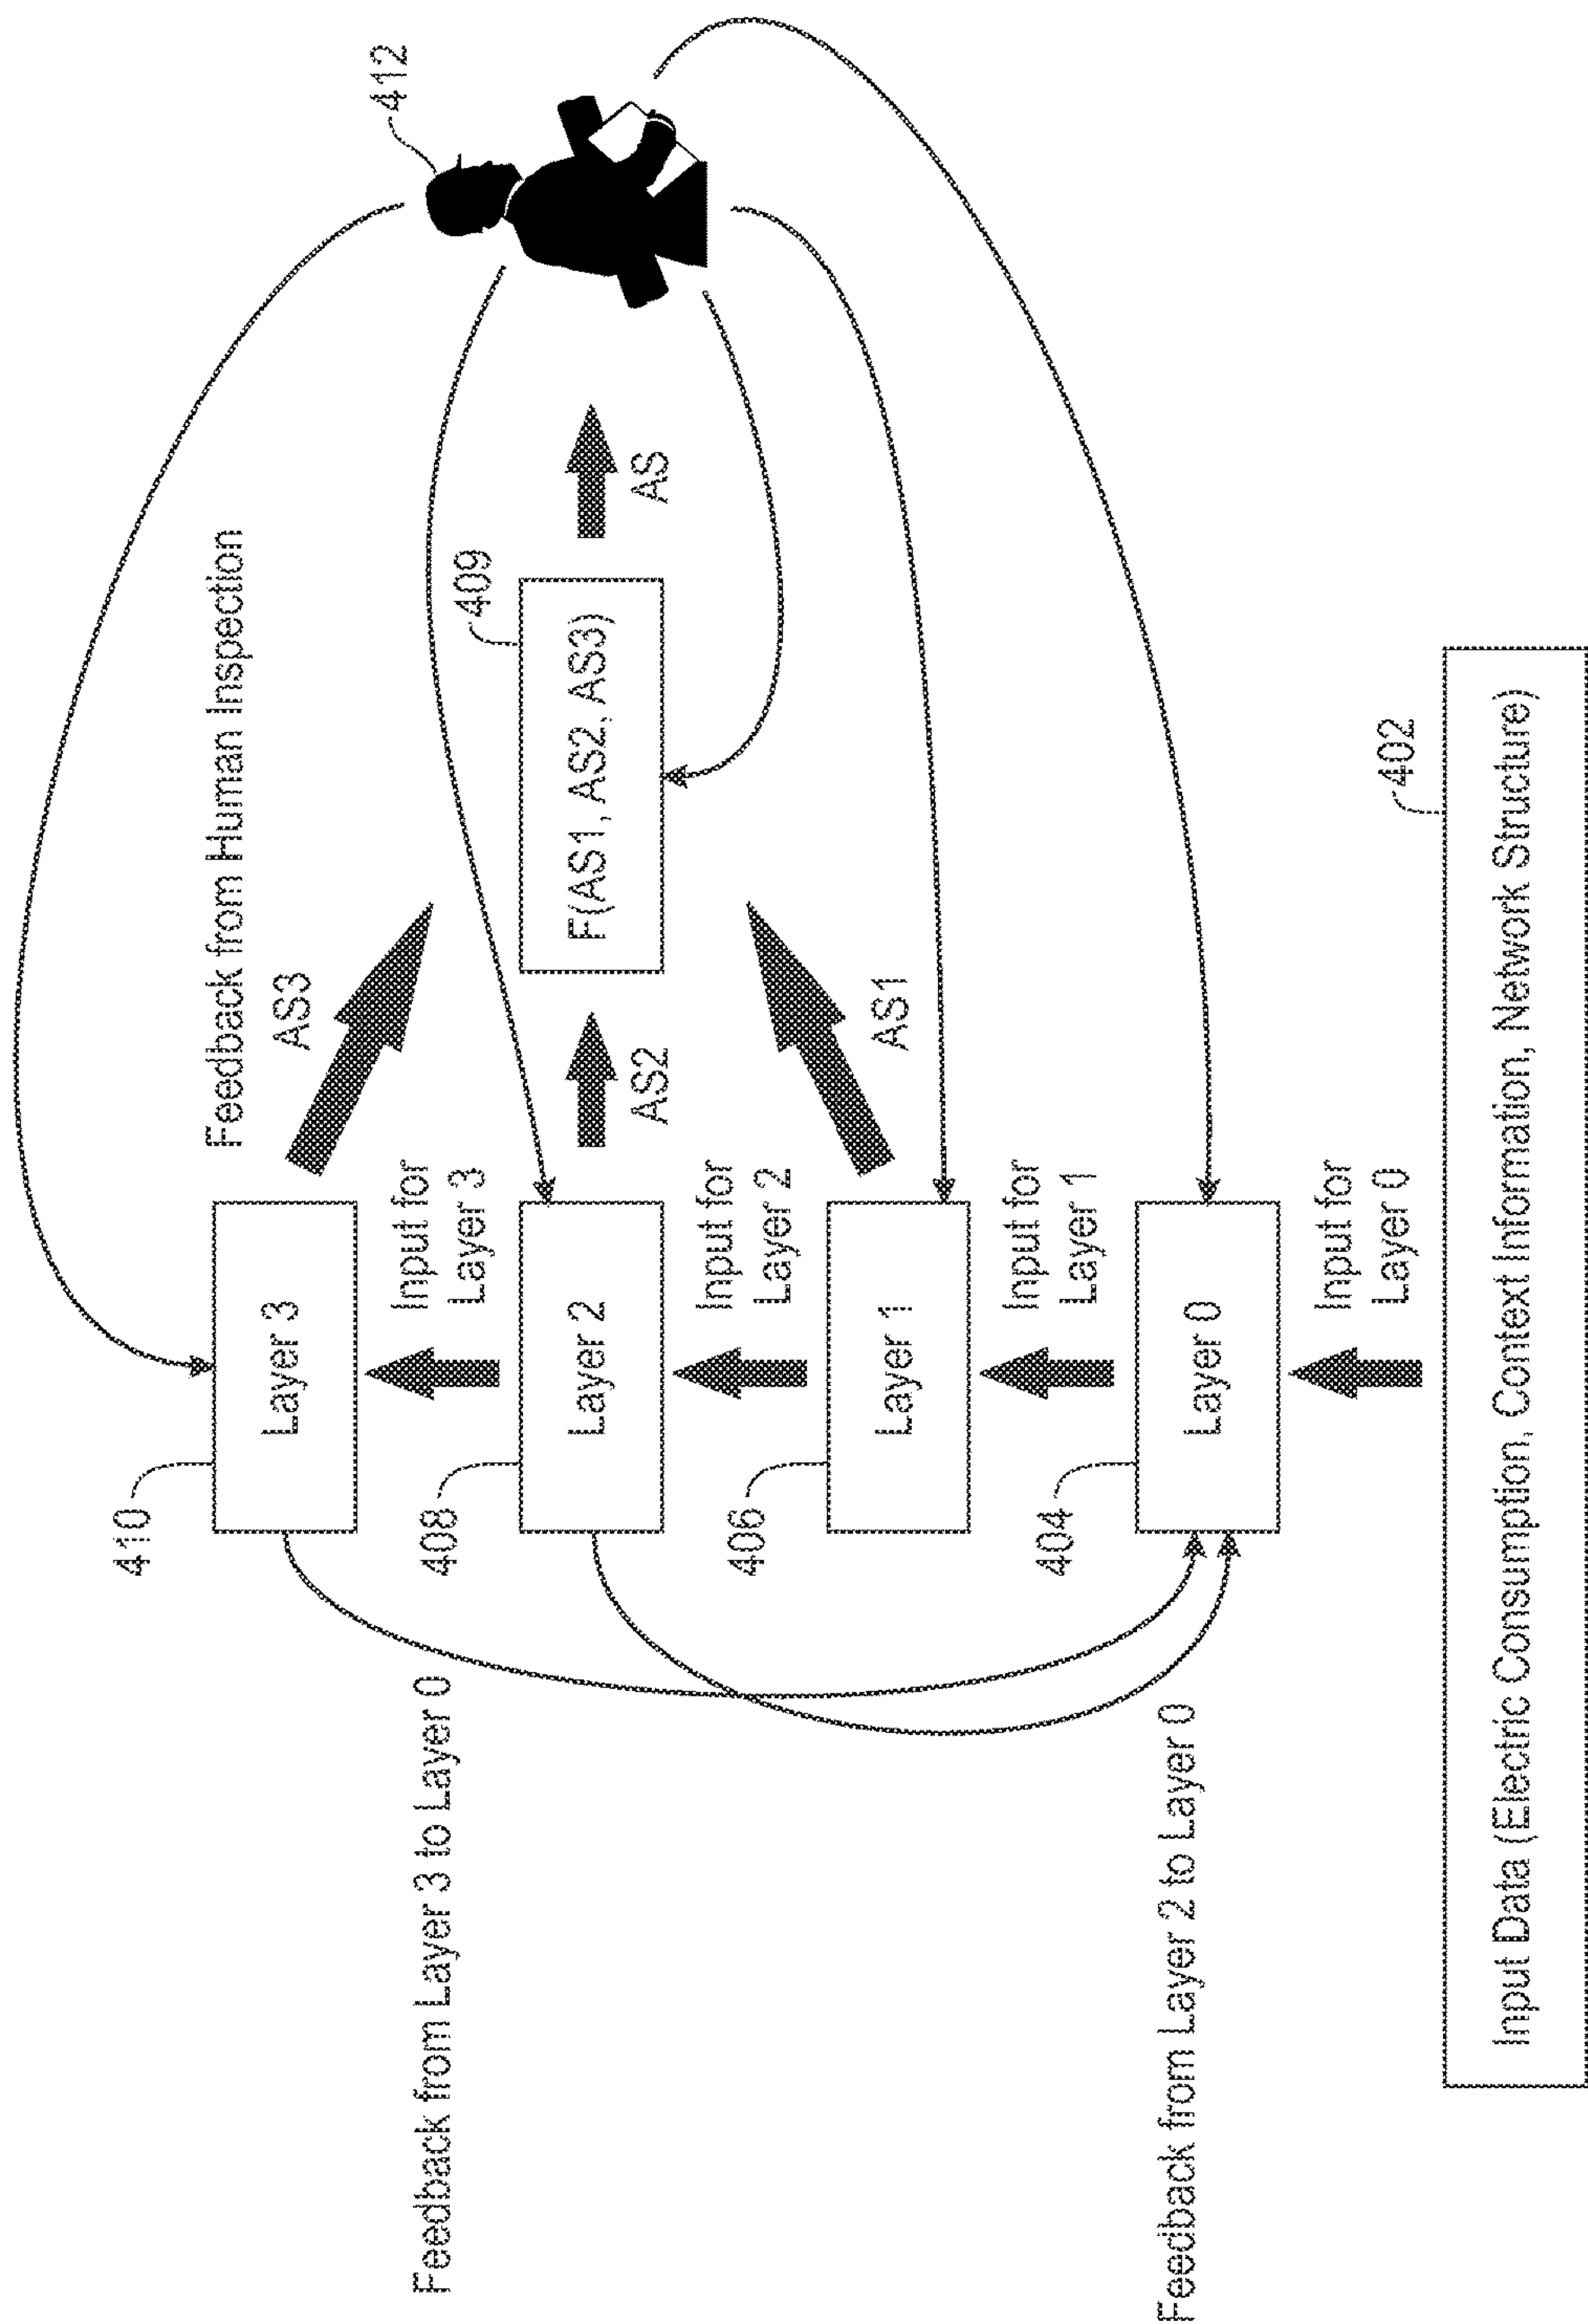 Feedback from Human Inspection
412
410
Layer 3
AS3
Feedback from Layer 3 to Layer 0
Input for
Layer 3
408
Layer 2
AS2
409
F(AS1, AS2, AS3)
AS
Input for
Layer 2
406
Layer 1
AS1
Input for
Layer 1
404
Layer 0
Feedback from Layer 2 to Layer 0
Input for
Layer 0
402
Input Data (Electric Consumption, Context Information, Network Structure)